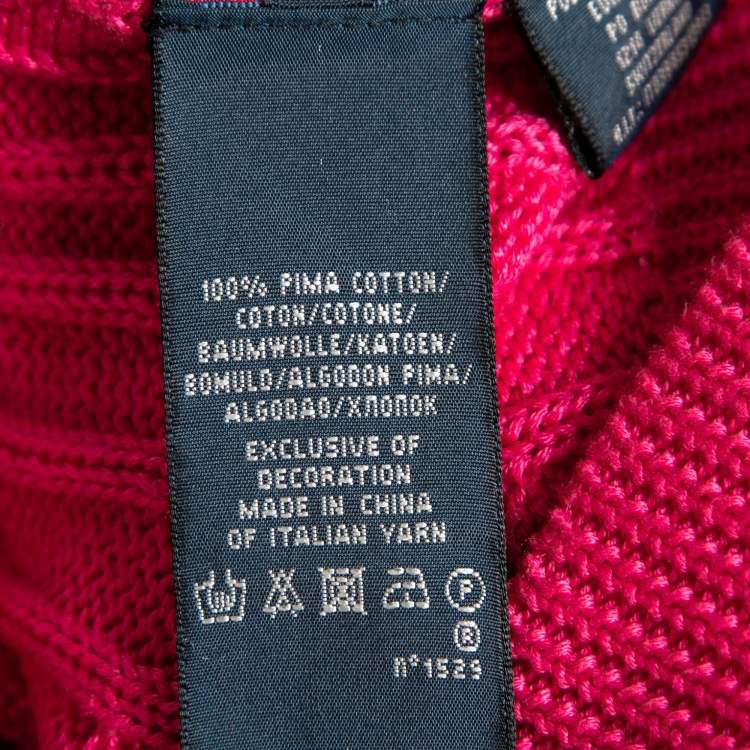 100% PIMA COTTON/
COTON/COTONE/
BAUMWOLLE/KATOEN/
BOMULD/ALGODON PIMA/
ALGODAO/ХЛОПОК
EXCLUSIVE OF
DECORATION
MADE IN CHINA
OF ITALIAN YARN
P
®
n°1529